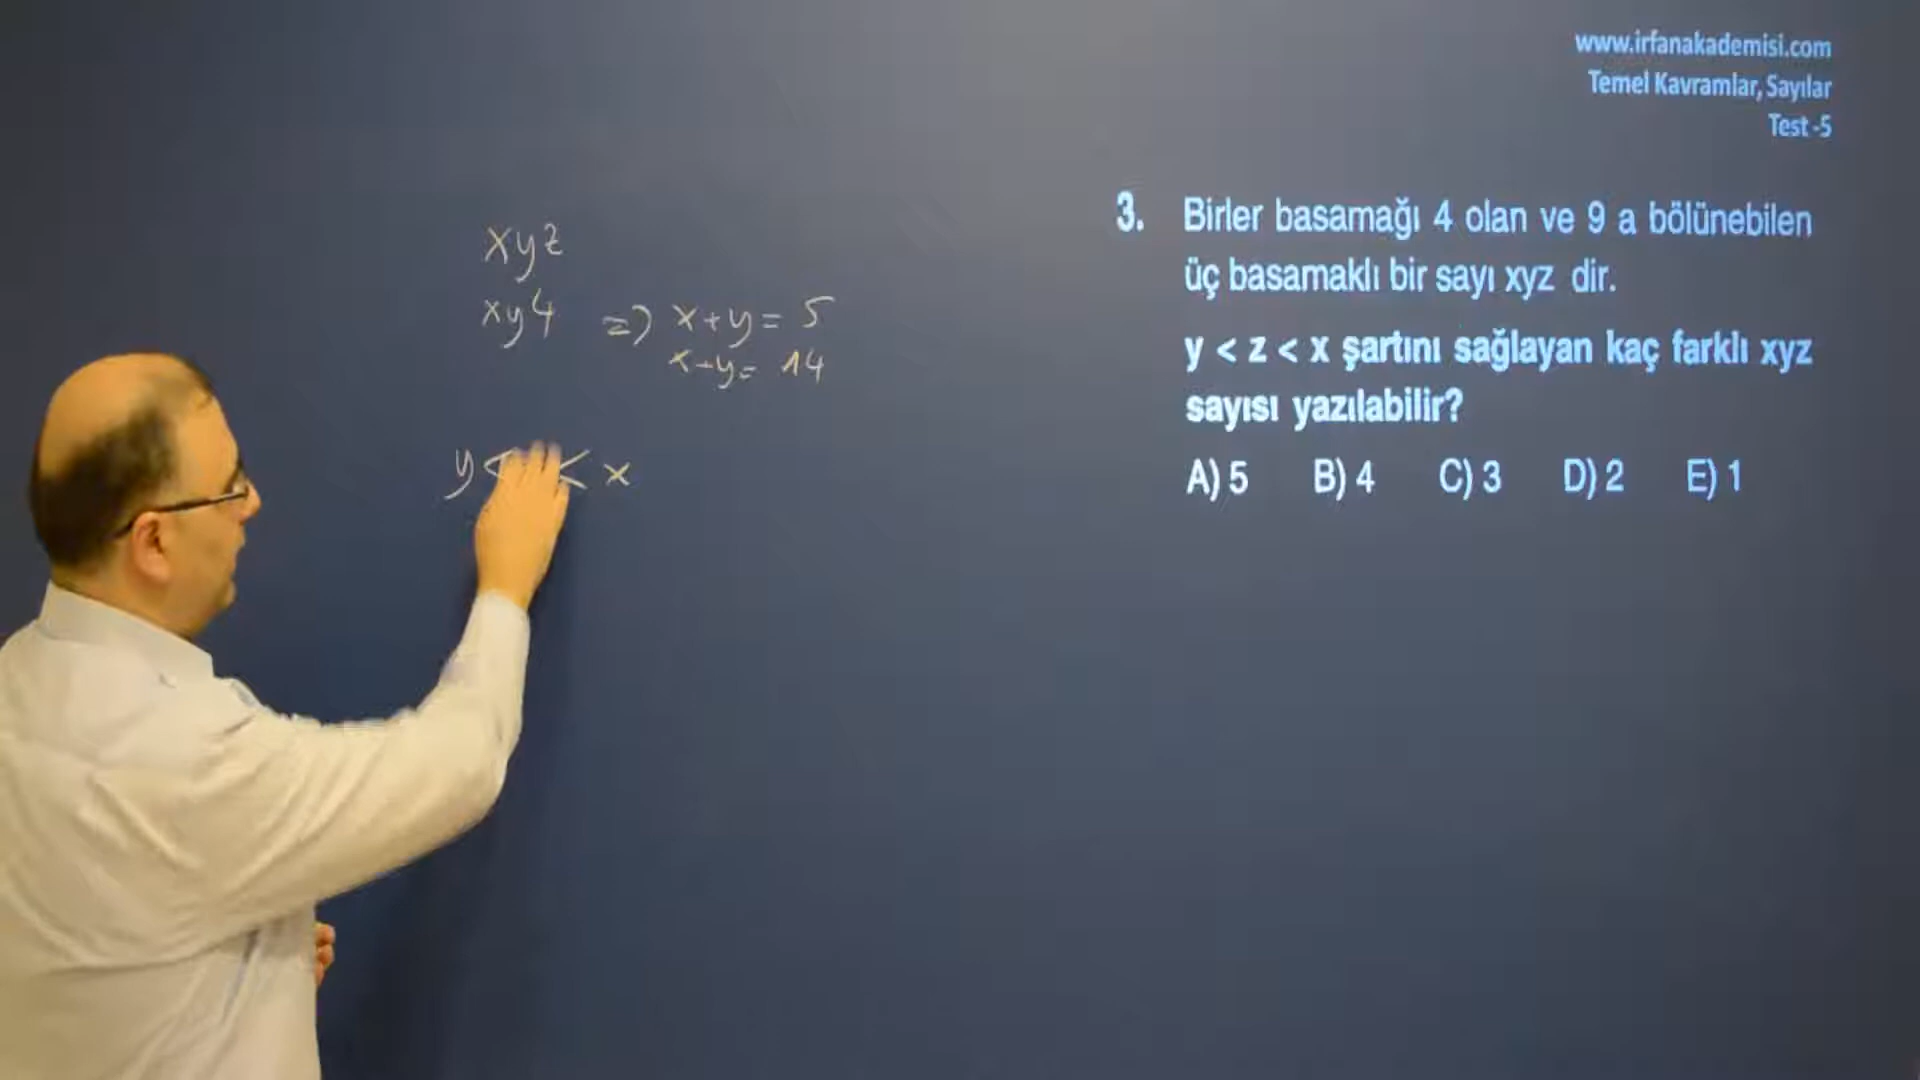 www.irfanakademisi.com
Temel Kavramlar, Sayılar
Test -5
3. Birler basamağı 4 olan ve 9 a bölünebilen
üç basamaklı bir sayı xyz dir.
y < z < x şartını sağlayan kaç farklı xyz
sayısı yazılabilir?
A) 5 B) 4 C) 3 D) 2 E) 1
xyz
xy4 => x+y= 5
x+y= 14
y < < x